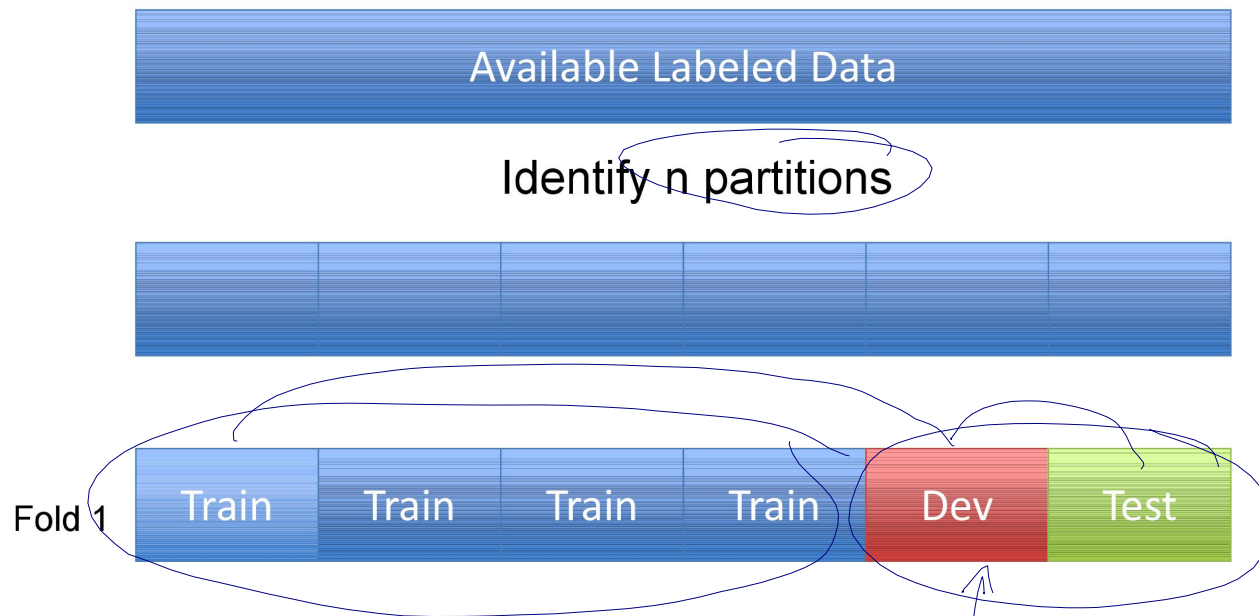 Available Labeled Data
Identify n partitions
Fold 1 Train Train Train Train Dev Test